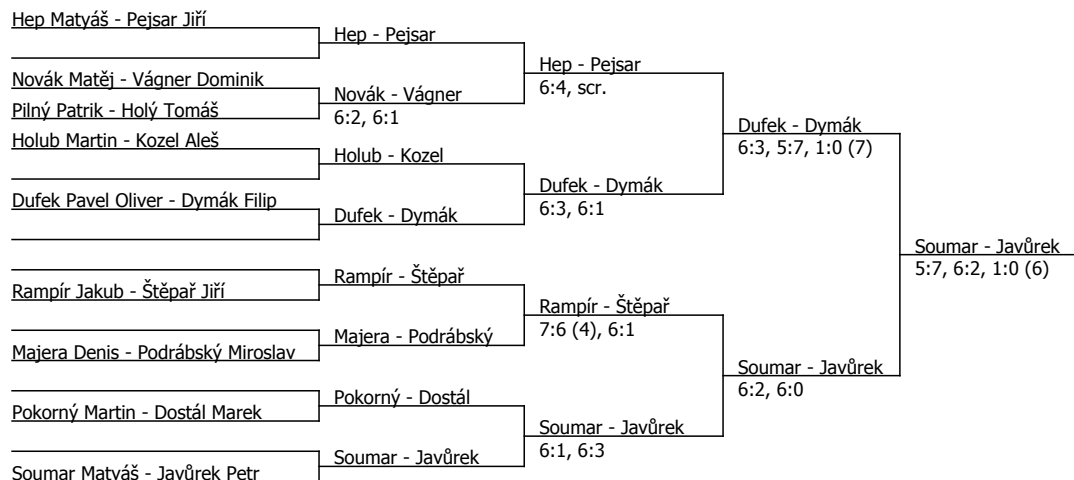 Hep Matyáš - Pejsar Jiří
Novák Matěj - Vágner Dominik
Pilný Patrik - Holý Tomáš
Holub Martin - Kozel Aleš
Dufek Pavel Oliver - Dymák Filip
Rampír Jakub - Štěpař Jiří
Majera Denis - Podrábský Miroslav
Pokorný Martin - Dostál Marek
Soumar Matyáš - Javůrek Petr
Hep - Pejsar
Novák - Vágner
6:2, 6:1
Holub - Kozel
Dufek - Dymák
Rampír - Štěpař
Majera - Podrábský
Pokorný - Dostál
Soumar - Javůrek
Hep - Pejsar
6:4, scr.
Dufek - Dymák
6:3, 6:1
Rampír - Štěpař
7:6 (4), 6:1
Soumar - Javůrek
6:1, 6:3
Dufek - Dymák
6:3, 5:7, 1:0 (7)
Soumar - Javůrek
6:2, 6:0
Soumar - Javůrek
5:7, 6:2, 1:0 (6)